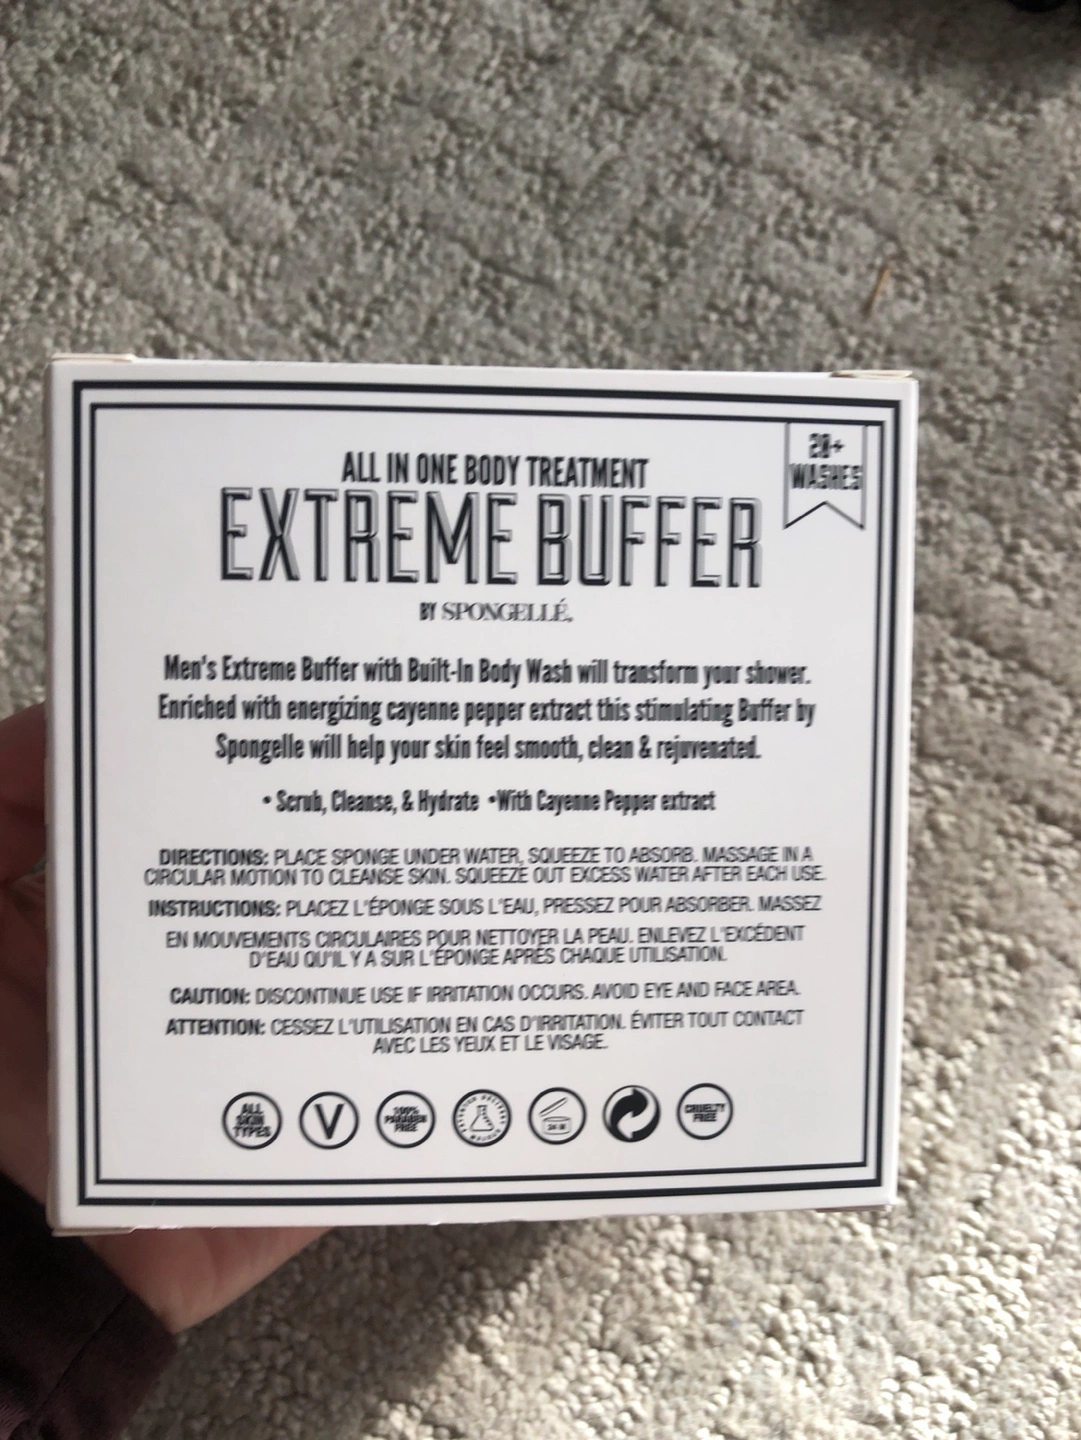 20+
WASHES
ALL IN ONE BODY TREATMENT
EXTREME BUFFER
BY SPONGELLÉ.
Men's Extreme Buffer with Built-In Body Wash will transform your shower.
Enriched with energizing cayenne pepper extract this stimulating Buffer by
Spongelle will help your skin feel smooth, clean & rejuvenated.
• Scrub, Cleanse, & Hydrate •With Cayenne Pepper extract
DIRECTIONS: PLACE SPONGE UNDER WATER, SQUEEZE TO ABSORB. MASSAGE IN A
CIRCULAR MOTION TO CLEANSE SKIN. SQUEEZE OUT EXCESS WATER AFTER EACH USE.
INSTRUCTIONS: PLACEZ L'ÉPONGE SOUS L'EAU, PRESSEZ POUR ABSORBER. MASSEZ
EN MOUVEMENTS CIRCULAIRES POUR NETTOYER LA PEAU. ENLEVEZ L'EXCÉDENT
D'EAU QU'IL Y A SUR L'ÉPONGE APRÈS CHAQUE UTILISATION.
CAUTION: DISCONTINUE USE IF IRRITATION OCCURS. AVOID EYE AND FACE AREA.
ATTENTION: CESSEZ L'UTILISATION EN CAS D'IRRITATION. ÉVITER TOUT CONTACT
AVEC LES YEUX ET LE VISAGE.
ALL
SKIN
TYPES
V
100%
PARABEN
FREE
24 M
CRUELTY
FREE